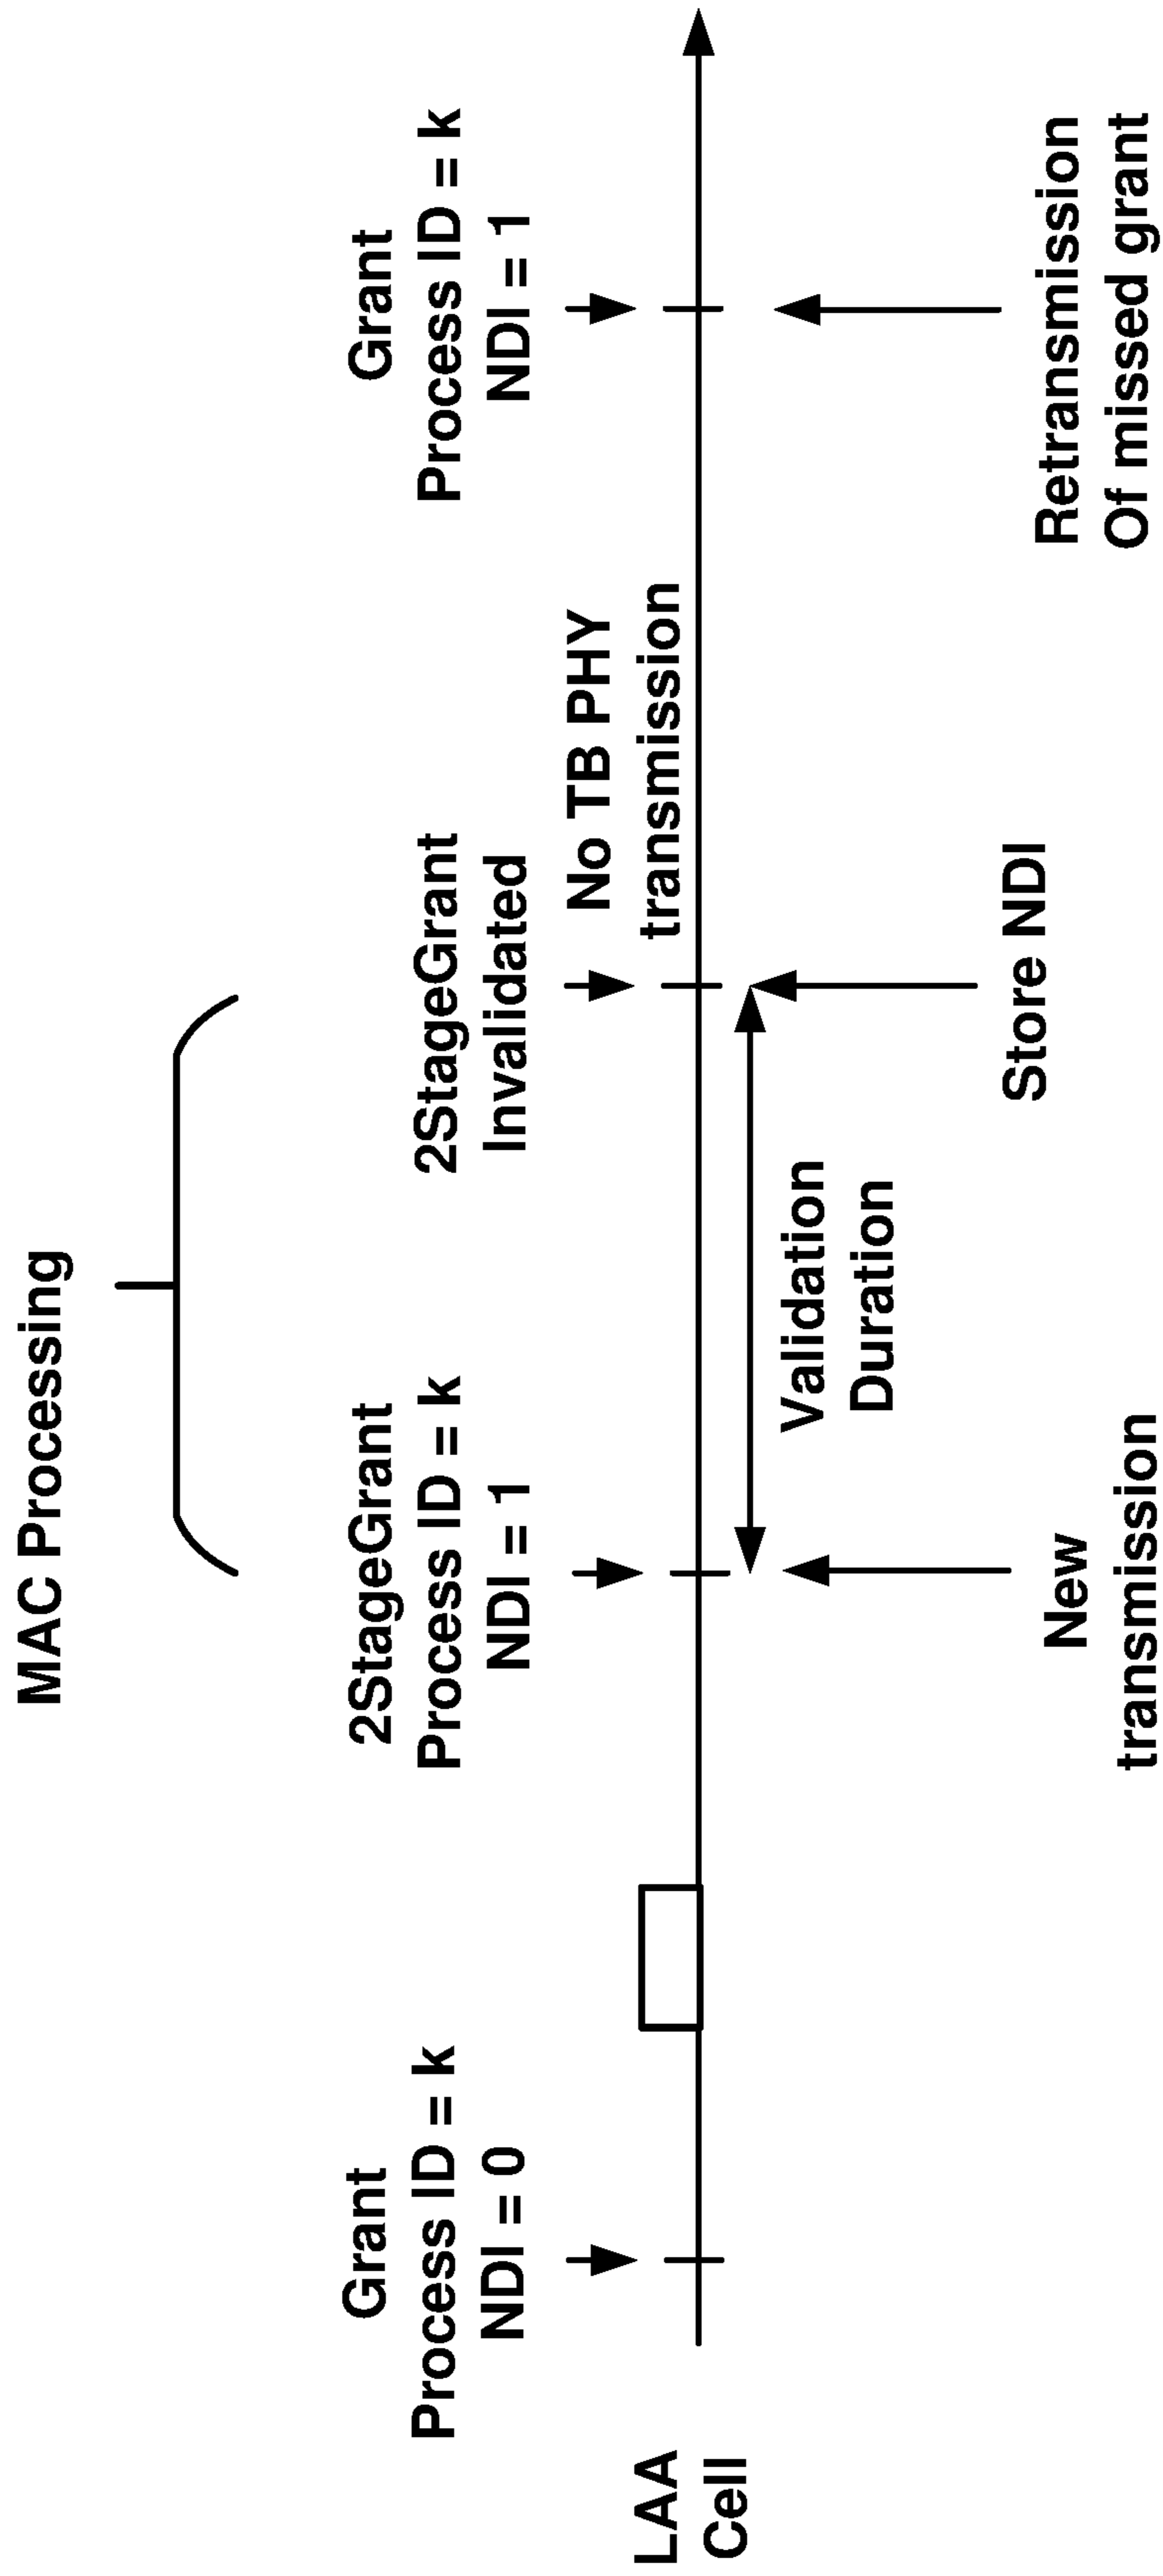 MAC Processing
Grant
Process ID = k
NDI = 0
2StageGrant
Process ID = k
NDI = 1
2StageGrant
Invalidated
Grant
Process ID = k
NDI = 1
No TB PHY
transmission
LAA
Cell
Validation
Duration
New
transmission
Store NDI
Retransmission
Of missed grant